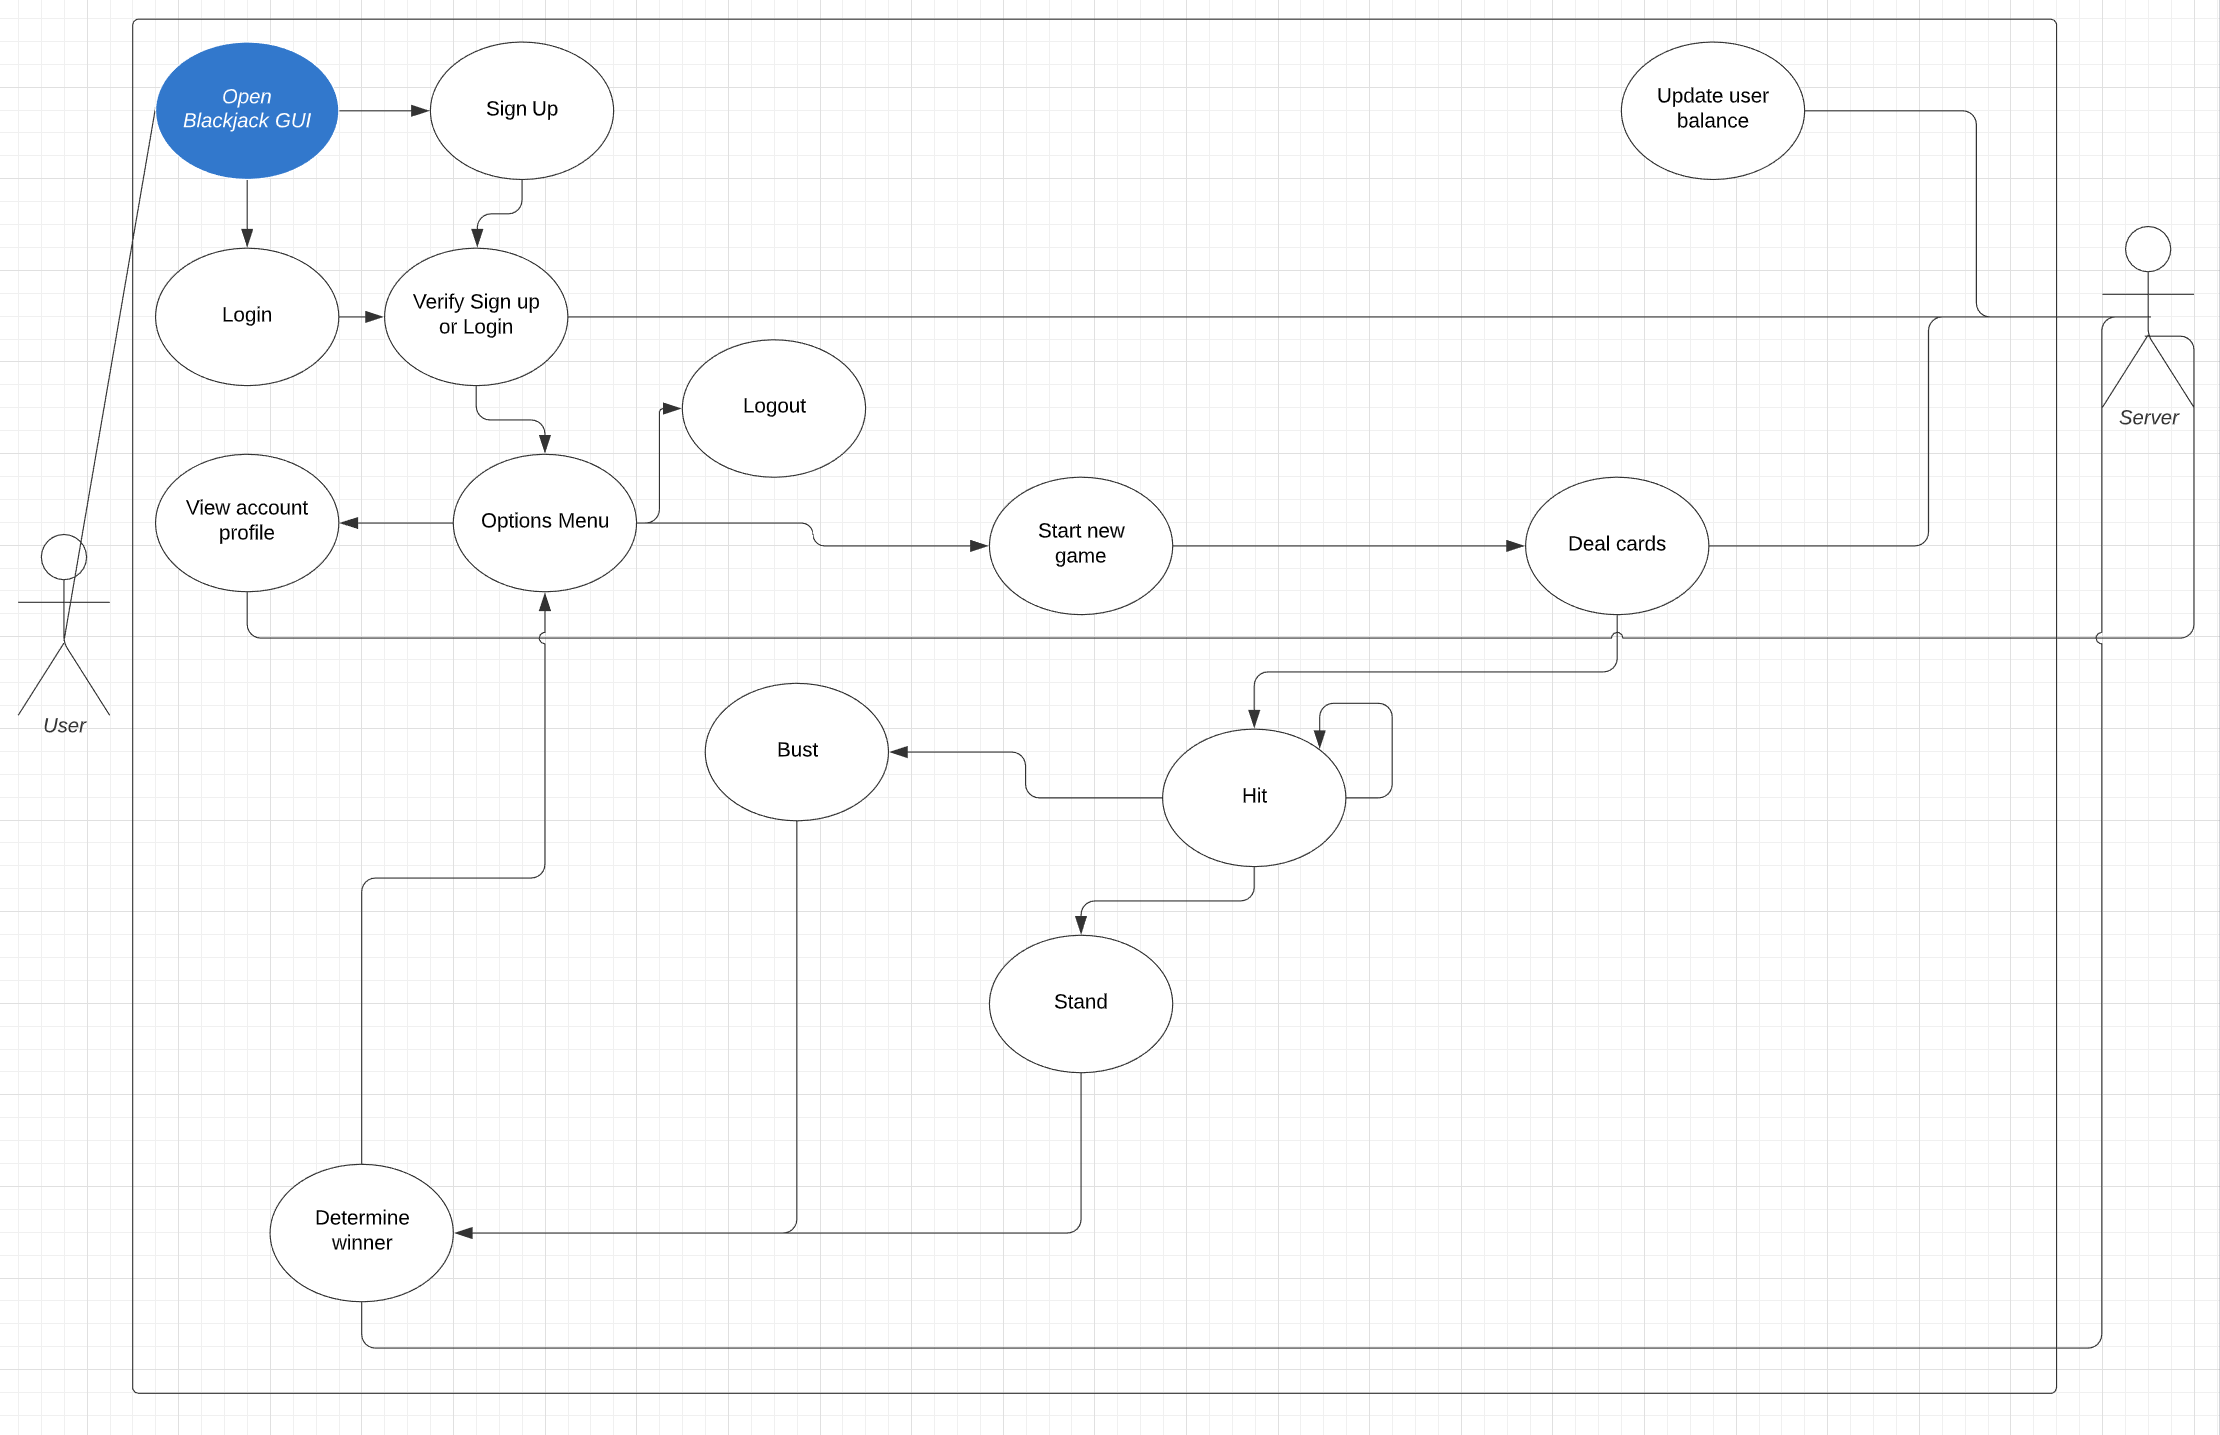 Open
Blackjack GUI
Sign Up
Update user
balance
Login
Verify Sign up
or Login
Logout
Server
View account
profile
Options Menu
Start new
game
Deal cards
User
Bust
Hit
Stand
Determine
winner